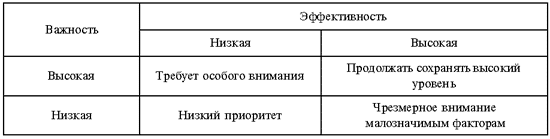 Важность
Эффективность
Низкая
Высокая
Высокая
Требует особого внимания
Продолжать сохранять высокий
уровень
Низкая
Низкий приоритет
Чрезмерное внимание
малозначимым факторам